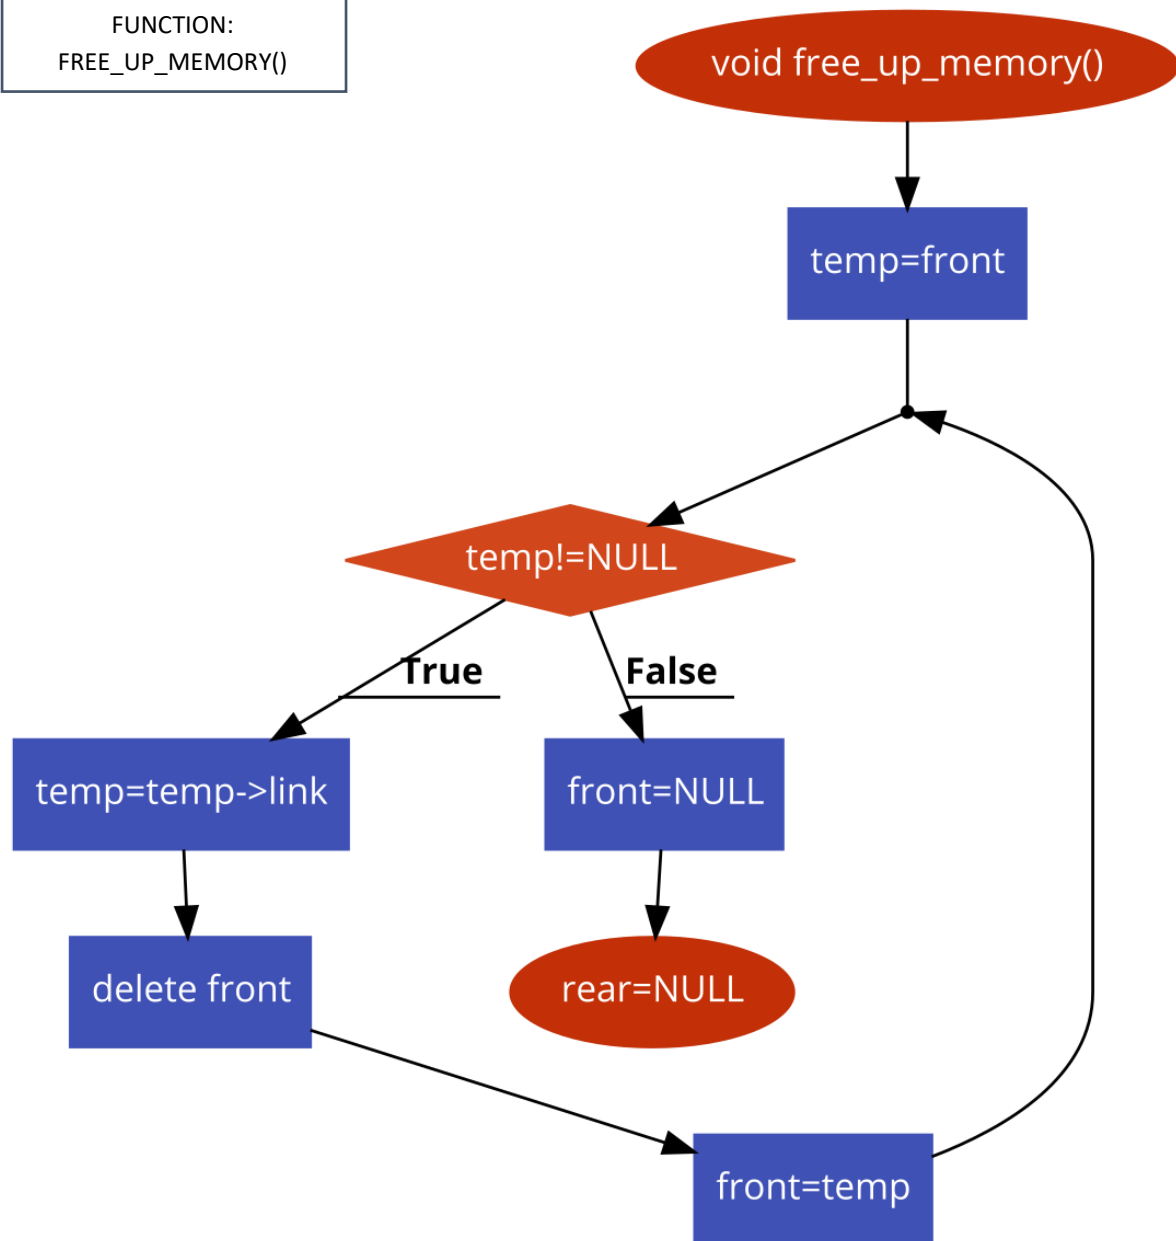 FUNCTION:
FREE_UP_MEMORY()
void free_up_memory()
temp=front
temp!=NULL
True
False
temp=temp->link
front=NULL
delete front
rear=NULL
front=temp